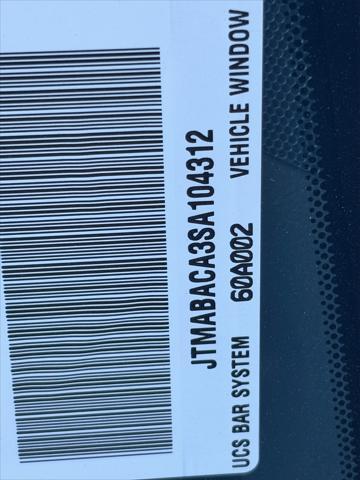 JTMABACA3SA104312
UCS BAR SYSTEM 60A002 VEHICLE WINDOW